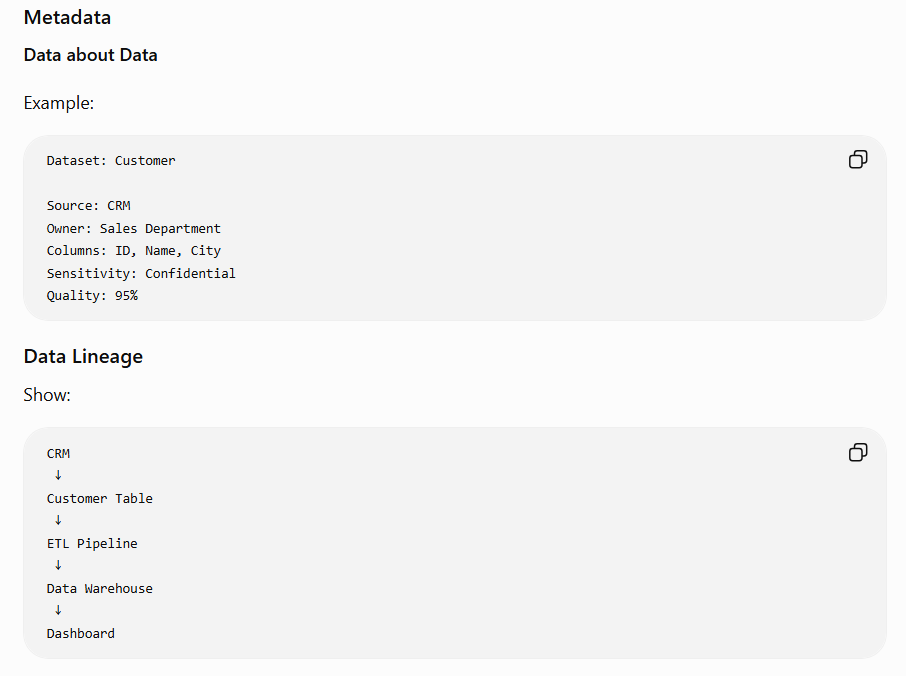 Metadata
Data about Data
Example:
Dataset: Customer
Source: CRM
Owner: Sales Department
Columns: ID, Name, City
Sensitivity: Confidential
Quality: 95%
Data Lineage
Show:
CRM
↓
Customer Table
↓
ETL Pipeline
↓
Data Warehouse
↓
Dashboard